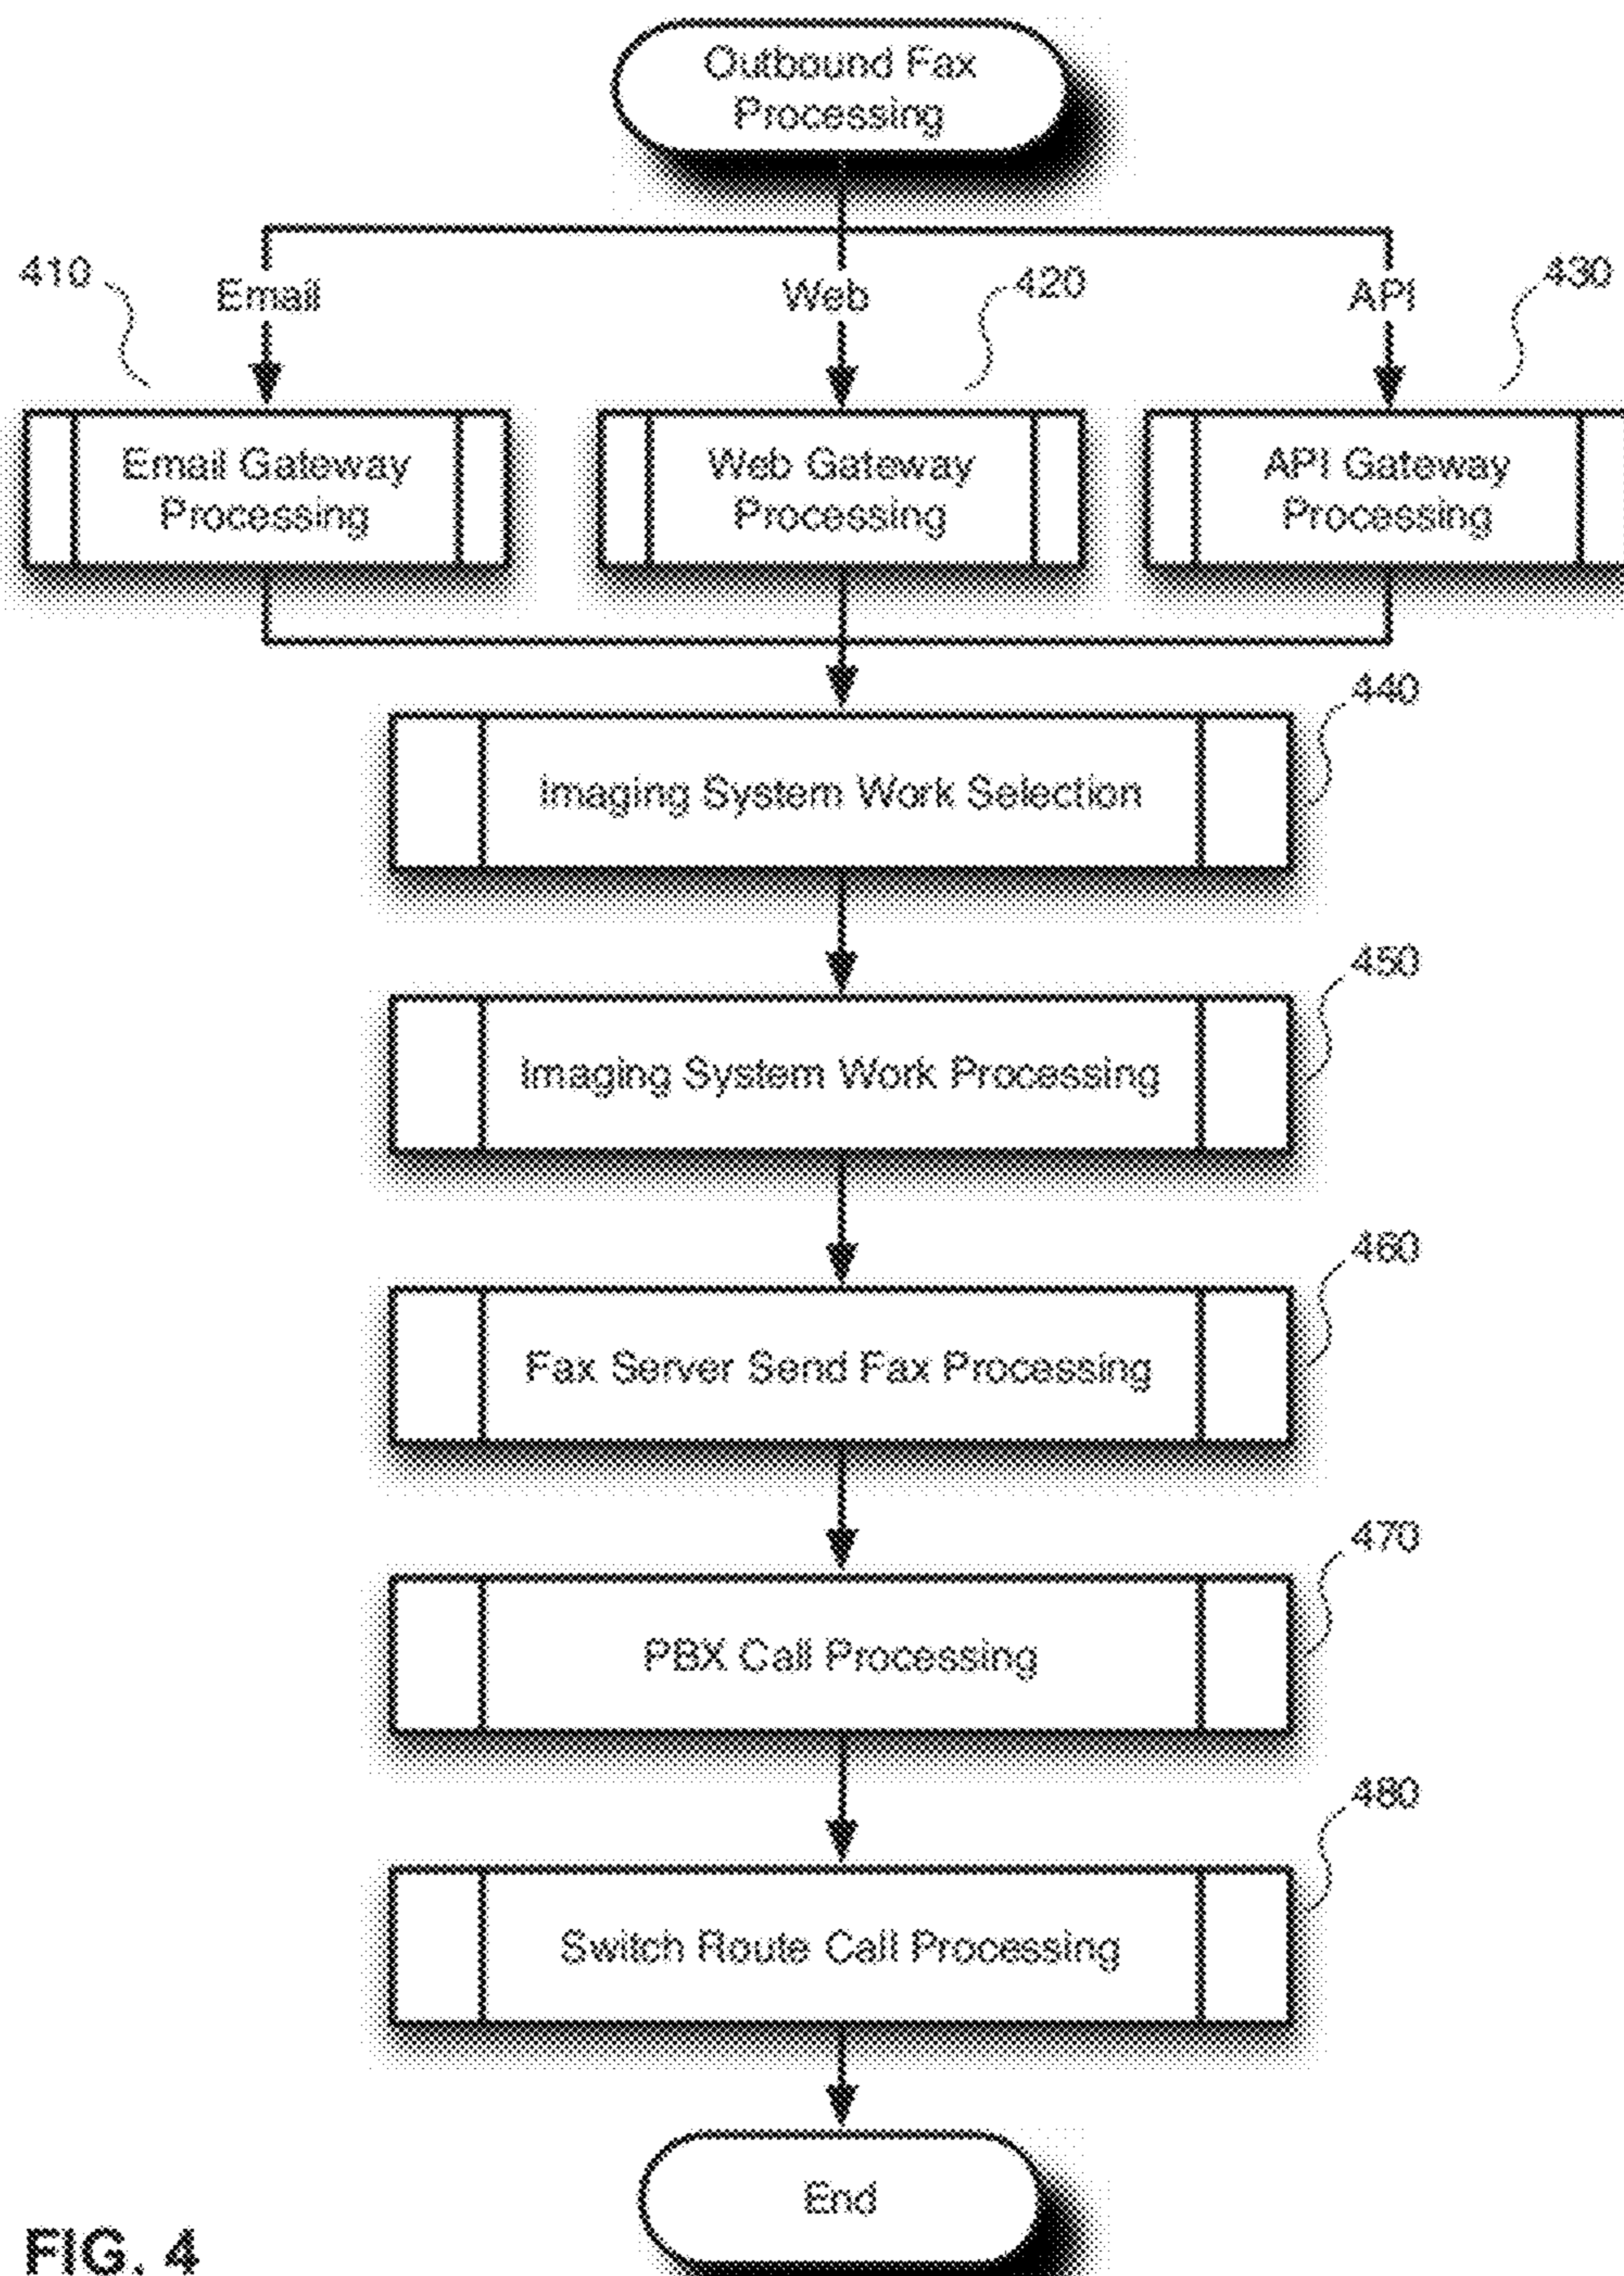 Outbound Fax
Processing
410
Email
Web
420
API
430
Email Gateway
Processing
Web Gateway
Processing
API Gateway
Processing
440
Imaging System Work Selection
450
Imaging System Work Processing
460
Fax Server Send Fax Processing
470
PBX Call Processing
480
Switch Route Call Processing
End
FIG. 4